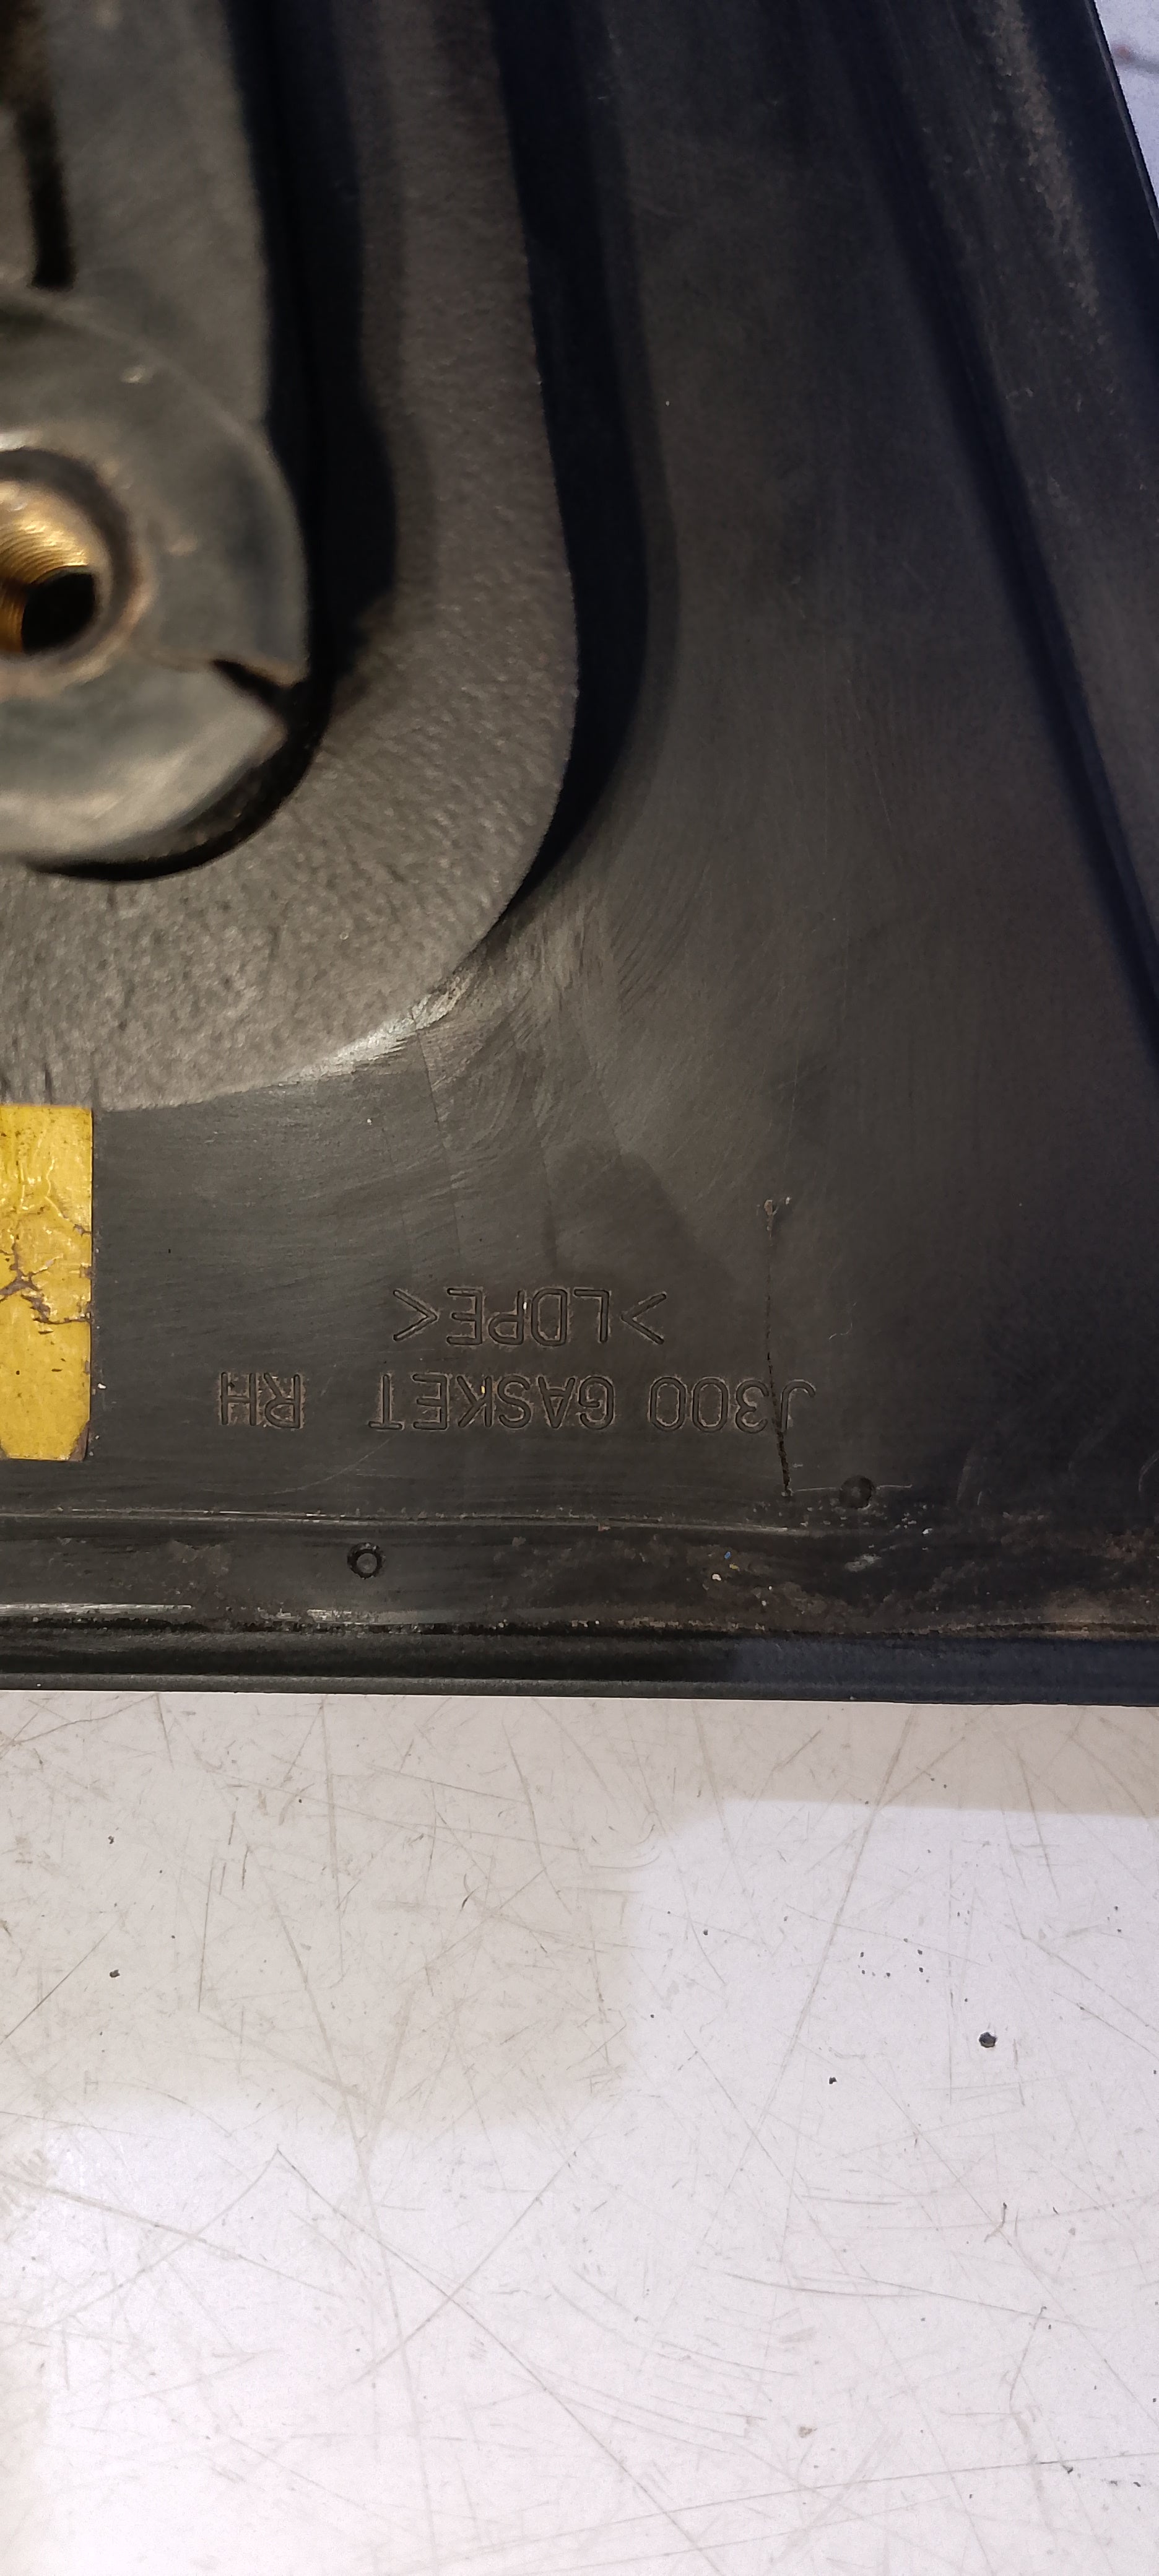 J300 GASKET RH
>LDPE<